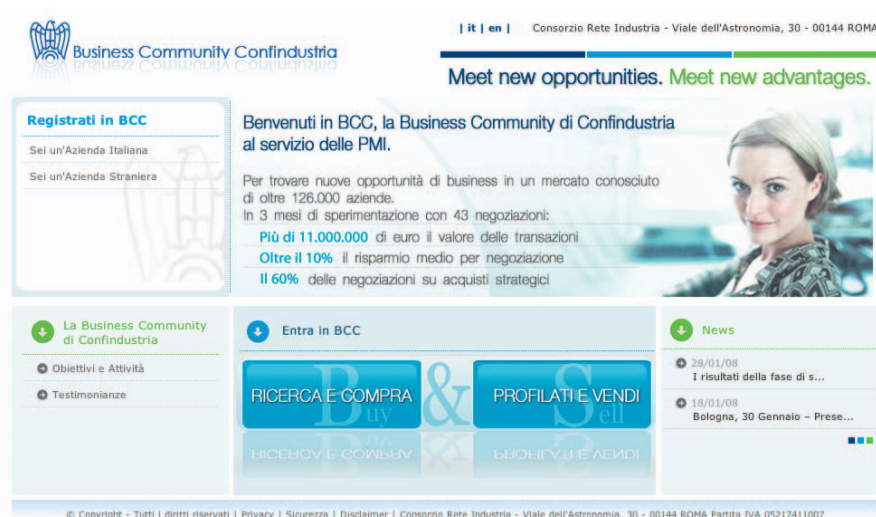 Business Community Confindustria
| it | en | Consorzio Rete Industria - Viale dell'Astronomia, 30 - 00144 ROMA
Meet new opportunities. Meet new advantages.
Registrati in BCC
Sei un'Azienda Italiana
Sei un'Azienda Straniera
Benvenuti in BCC, la Business Community di Confindustria
al servizio delle PMI.
Per trovare nuove opportunità di business in un mercato conosciuto
di oltre 126.000 aziende.
In 3 mesi di sperimentazione con 43 negoziazioni:
Più di 11.000.000 di euro il valore delle transazioni
Oltre il 10% il risparmio medio per negoziazione
Il 60% delle negoziazioni su acquisti strategici
La Business Community
di Confindustria
Obiettivi e Attività
Testimonianze
Entra in BCC
RICERCA E COMPRA
Buy
&
PROFILATI E VENDI
Sell
News
28/01/08
I risultati della fase di s...
18/01/08
Bologna, 30 Gennaio - Prese...
© Copyright - Tutti i diritti riservati | Privacy | Sicurezza | Disclaimer | Consorzio Rete Industria - Viale dell'Astronomia, 30 - 00144 ROMA Partita IVA 05217411007